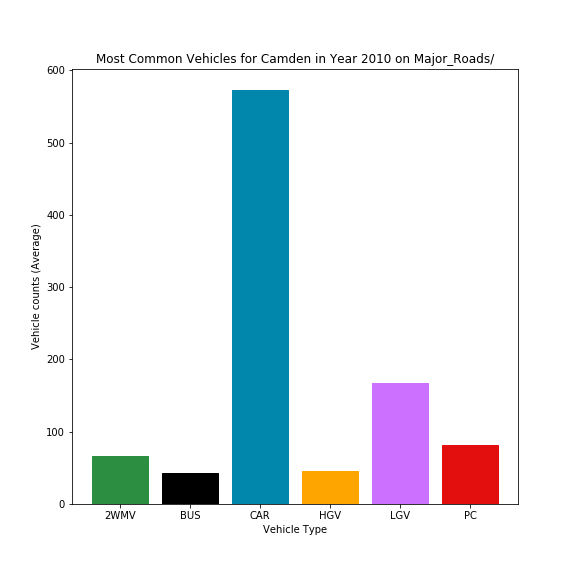 Most Common Vehicles for Camden in Year 2010 on Major_Roads/
600
500
400
300
200
100
0
Vehicle counts (Average)
2WMV BUS CAR HGV LGV PC
Vehicle Type